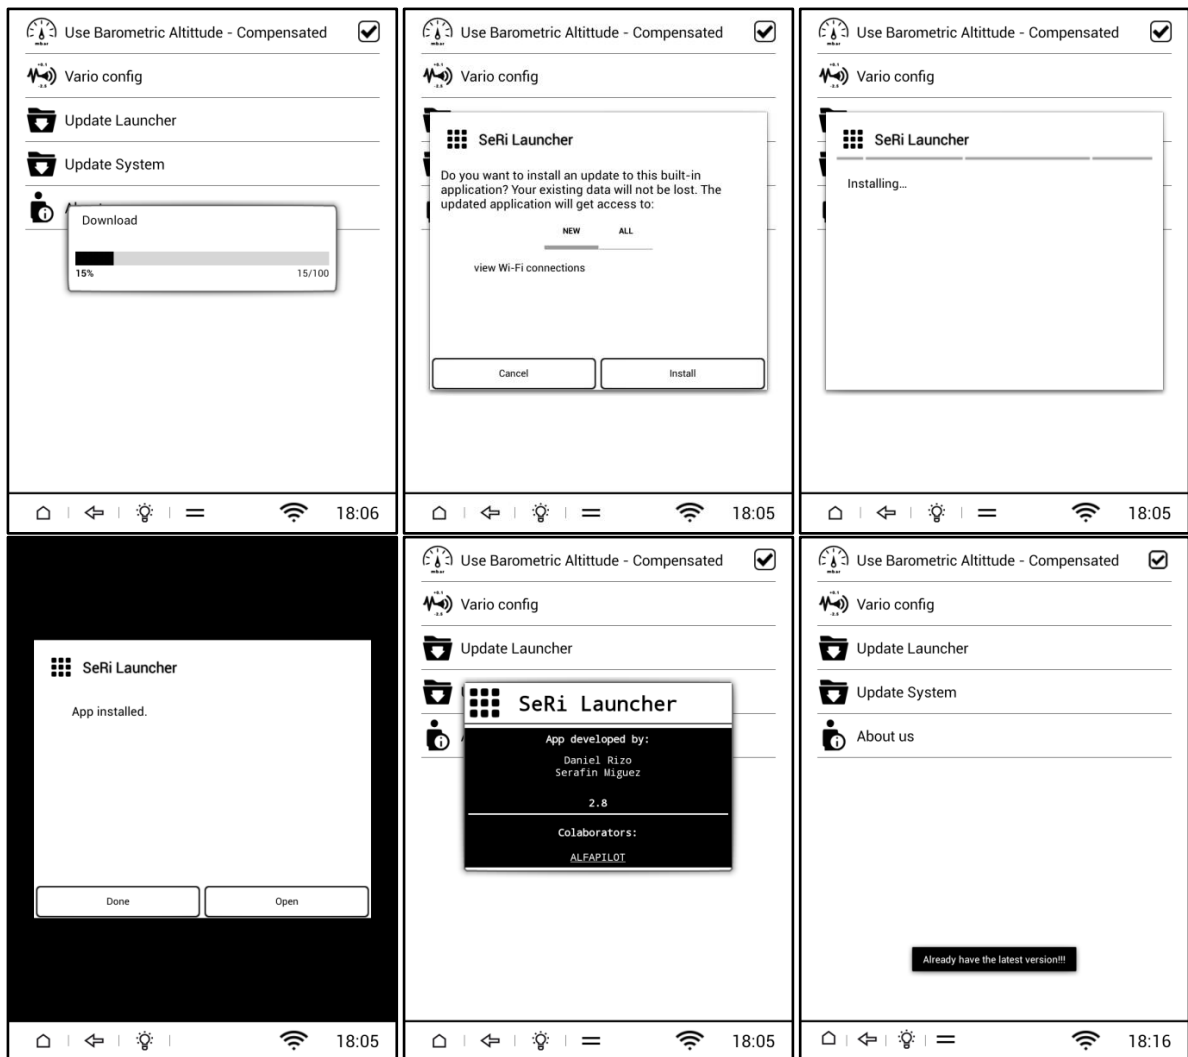 Use Barometric Altittude - Compensated
Vario config
Update Launcher
Update System
Download
15%
15/100
18:06
Use Barometric Altittude - Compensated
Vario config
SeRi Launcher
Do you want to install an update to this built-in
application? Your existing data will not be lost. The
updated application will get access to:
NEW ALL
view Wi-Fi connections
Cancel Install
18:05
Use Barometric Altittude - Compensated
Vario config
SeRi Launcher
Installing...
18:05
SeRi Launcher
App installed.
Done Open
18:05
Use Barometric Altittude - Compensated
Vario config
Update Launcher
SeRi Launcher
App developed by:
Daniel Rizo
Serafin Miguez
2.8
Colaborators:
ALFAPILOT
18:05
Use Barometric Altittude - Compensated
Vario config
Update Launcher
Update System
About us
Already have the latest version!!!
18:16